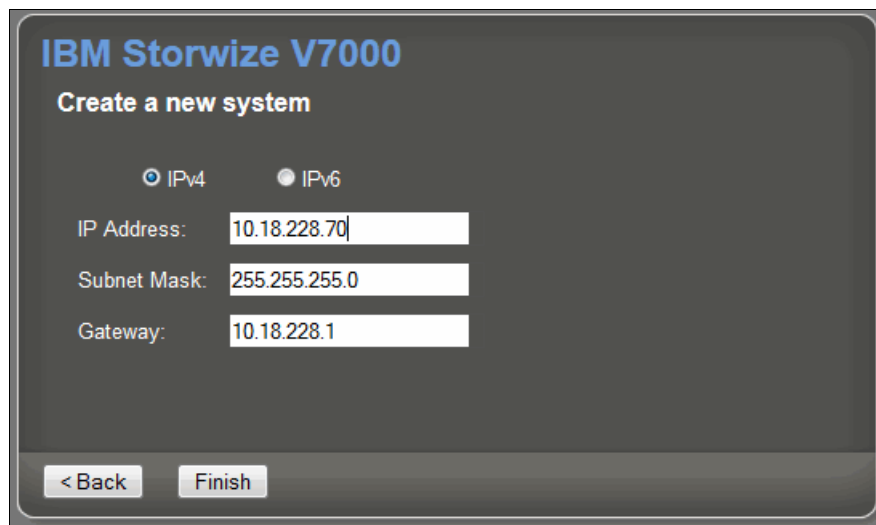 IBM Storwize V7000
Create a new system
IPv4 IPv6
IP Address: 10.18.228.70
Subnet Mask: 255.255.255.0
Gateway: 10.18.228.1
< Back Finish